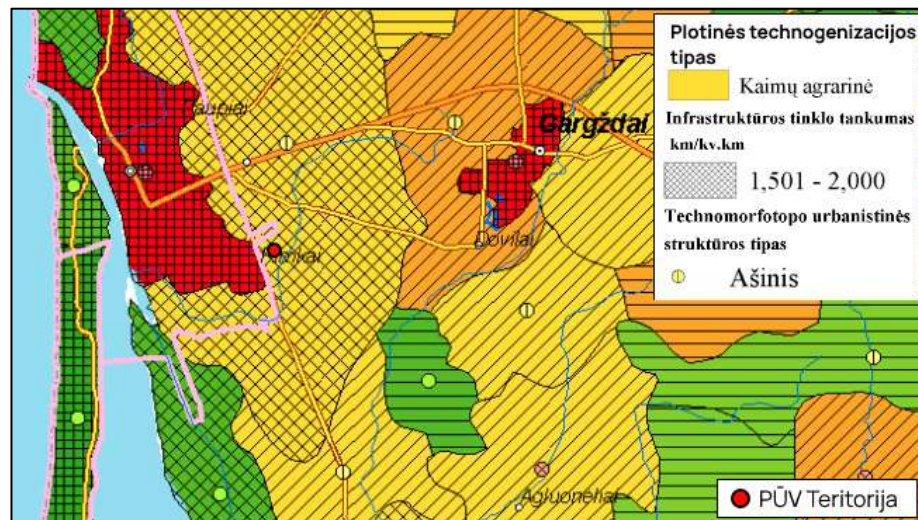 Plotinės technogenizacijos
tipas
Kaimų agrarinė
Infrastruktūros tinklo tankumas
km/kv.km
1,501 - 2,000
Technomorfotopo urbanistinės
struktūros tipas
Ašinis
Gargždai
Dovilai
Agluonėnai
PŪV Teritorija